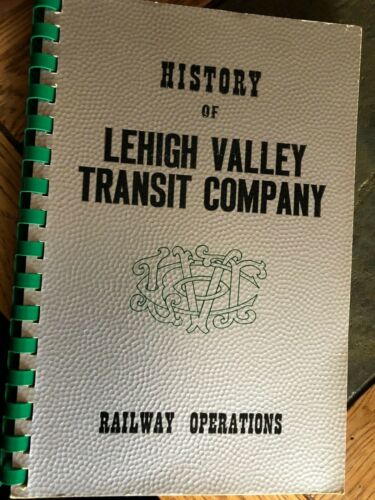 HISTORY
OF
LEHIGH VALLEY
TRANSIT COMPANY
RAILWAY OPERATIONS